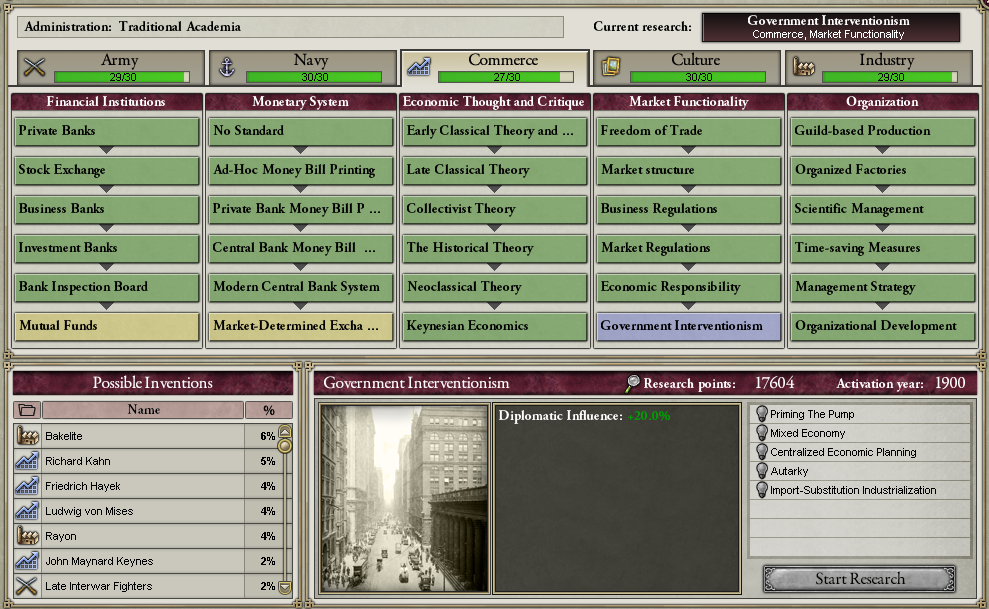 Administration: Traditional Academia
Current research:
Government Interventionism
Commerce, Market Functionality
Army
29/30
Navy
30/30
Commerce
27/30
Culture
30/30
Industry
29/30
Financial Institutions
Monetary System
Economic Thought and Critique
Market Functionality
Organization
Private Banks
No Standard
Early Classical Theory and ...
Freedom of Trade
Guild-based Production
Stock Exchange
Ad-Hoc Money Bill Printing
Late Classical Theory
Market structure
Organized Factories
Business Banks
Private Bank Money Bill P ...
Collectivist Theory
Business Regulations
Scientific Management
Investment Banks
Central Bank Money Bill ...
The Historical Theory
Market Regulations
Time-saving Measures
Bank Inspection Board
Modern Central Bank System
Neoclassical Theory
Economic Responsibility
Management Strategy
Mutual Funds
Market-Determined Excha ...
Keynesian Economics
Government Interventionism
Organizational Development
Possible Inventions
Name
%
Bakelite 6%
Richard Kahn 5%
Friedrich Hayek 4%
Ludwig von Mises 4%
Rayon 4%
John Maynard Keynes 2%
Late Interwar Fighters 2%
Government Interventionism
Research points: 17604
Activation year: 1900
Diplomatic Influence: +20.0%
Priming The Pump
Mixed Economy
Centralized Economic Planning
Autarky
Import-Substitution Industrialization
Start Research